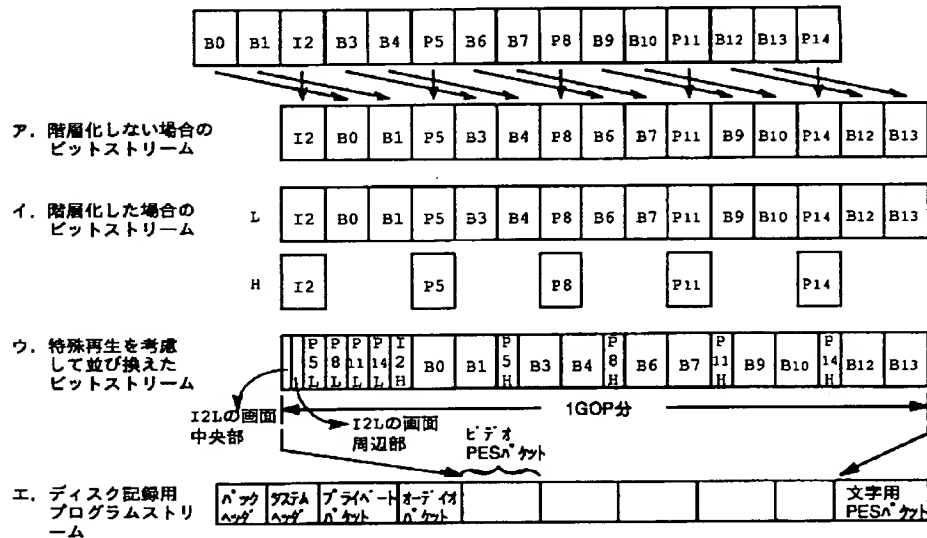 B0 B1 I2 B3 B4 P5 B6 B7 P8 B9 B10 P11 B12 B13 P14
ア．階層化しない場合の
ビットストリーム
I2 B0 B1 P5 B3 B4 P8 B6 B7 P11 B9 B10 P14 B12 B13
イ．階層化した場合の
ビットストリーム
L
I2 B0 B1 P5 B3 B4 P8 B6 B7 P11 B9 B10 P14 B12 B13
H
I2 P5 P8 P11 P14
ウ．特殊再生を考慮
して並び換えた
ビットストリーム
P5L P8L P11L P14L I2H B0 B1 P5H B3 B4 P8H B6 B7 P11H B9 B10 P14H B12 B13
I2Lの画面
中央部
I2Lの画面
周辺部
1GOP分
ビデオ
PESパケット
エ．ディスク記録用
プログラムストリ
ーム
パックヘッダ
システムヘッダ
プライベートパケット
オーディオパケット
文字用
PESパケット